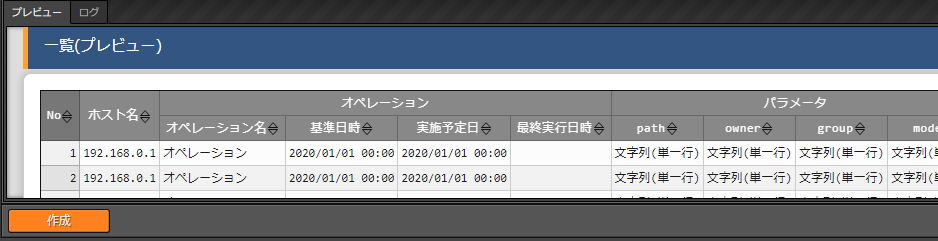 プレビュー ログ
一覧(プレビュー)
No ホスト名 オペレーション パラメータ
オペレーション名 基準日時 実施予定日 最終実行日時 path owner group mode
1 192.168.0.1 オペレーション 2020/01/01 00:00 2020/01/01 00:00 文字列(単一行) 文字列(単一行) 文字列(単一行) 文字列(単一
2 192.168.0.1 オペレーション 2020/01/01 00:00 2020/01/01 00:00 文字列(単一行) 文字列(単一行) 文字列(単一行) 文字列(単一
作成